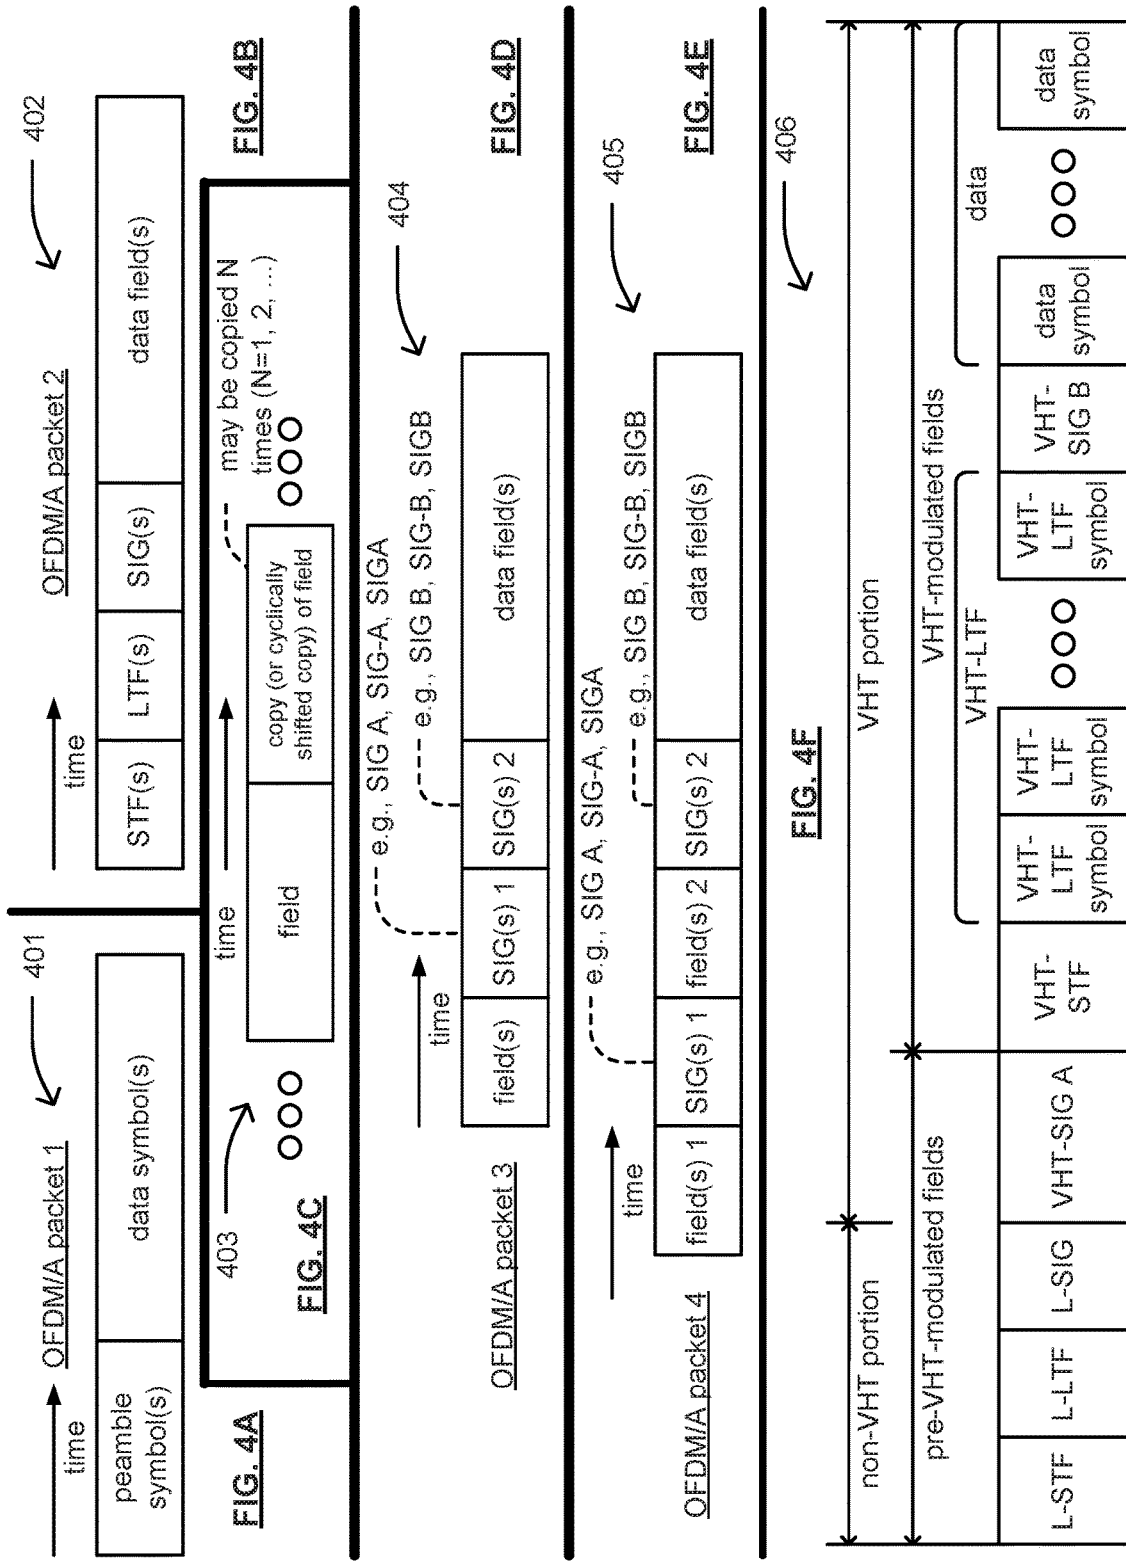 OFDM/A packet 1
401
time
peamble
symbol(s)
data symbol(s)
FIG. 4A
OFDM/A packet 2
402
time
STF(s)
LTF(s)
SIG(s)
data field(s)
FIG. 4B
403
time
field
copy (or cyclically
shifted copy) of field
may be copied N
times (N=1, 2, ...)
FIG. 4C
OFDM/A packet 3
time
e.g., SIG A, SIG-A, SIGA
e.g., SIG B, SIG-B, SIGB
404
field(s)
SIG(s) 1
SIG(s) 2
data field(s)
FIG. 4D
OFDM/A packet 4
time
e.g., SIG A, SIG-A, SIGA
e.g., SIG B, SIG-B, SIGB
405
field(s) 1
SIG(s) 1
field(s) 2
SIG(s) 2
data field(s)
FIG. 4E
FIG. 4F
406
non-VHT portion
VHT portion
pre-VHT-modulated fields
VHT-modulated fields
VHT-LTF
data
L-STF
L-LTF
L-SIG
VHT-SIG A
VHT-
STF
VHT-
LTF
symbol
VHT-
LTF
symbol
VHT-
LTF
symbol
VHT-
SIG B
data
symbol
data
symbol